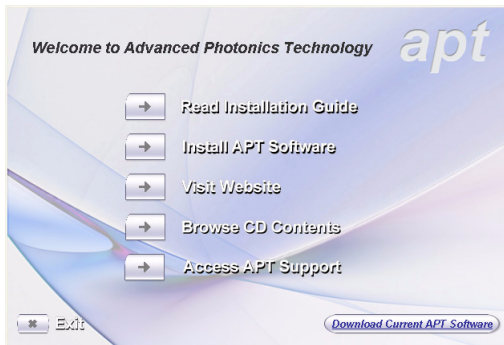 Welcome to Advanced Photonics Technology
apt
Read Installation Guide
Install APT Software
Visit Website
Browse CD Contents
Access APT Support
Exit
Download Current APT Software